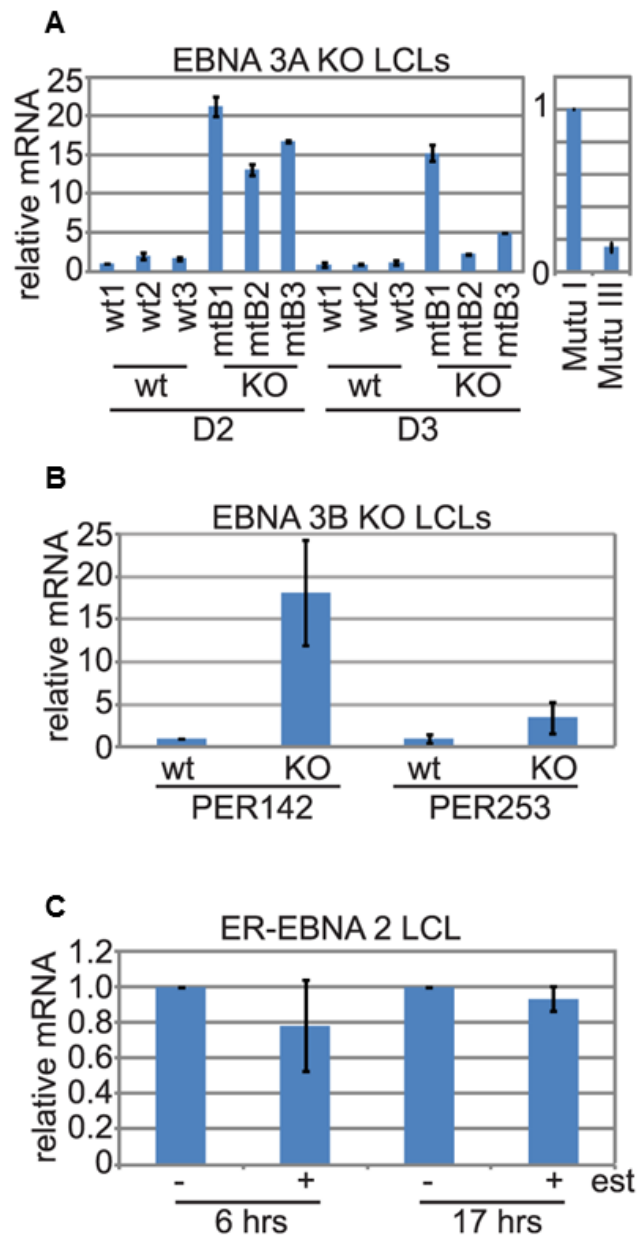 A
EBNA 3A KO LCLs
relative mRNA
25
20
15
10
5
0
wt1 wt2 wt3 mtB1 mtB2 mtB3 wt1 wt2 wt3 mtB1 mtB2 mtB3
wt KO wt KO
D2 D3
1
0
Mutu I Mutu III
B
EBNA 3B KO LCLs
relative mRNA
25
20
15
10
5
0
wt KO wt KO
PER142 PER253
C
ER-EBNA 2 LCL
relative mRNA
1.2
1.0
0.8
0.6
0.4
0.2
0
- + - + est
6 hrs 17 hrs